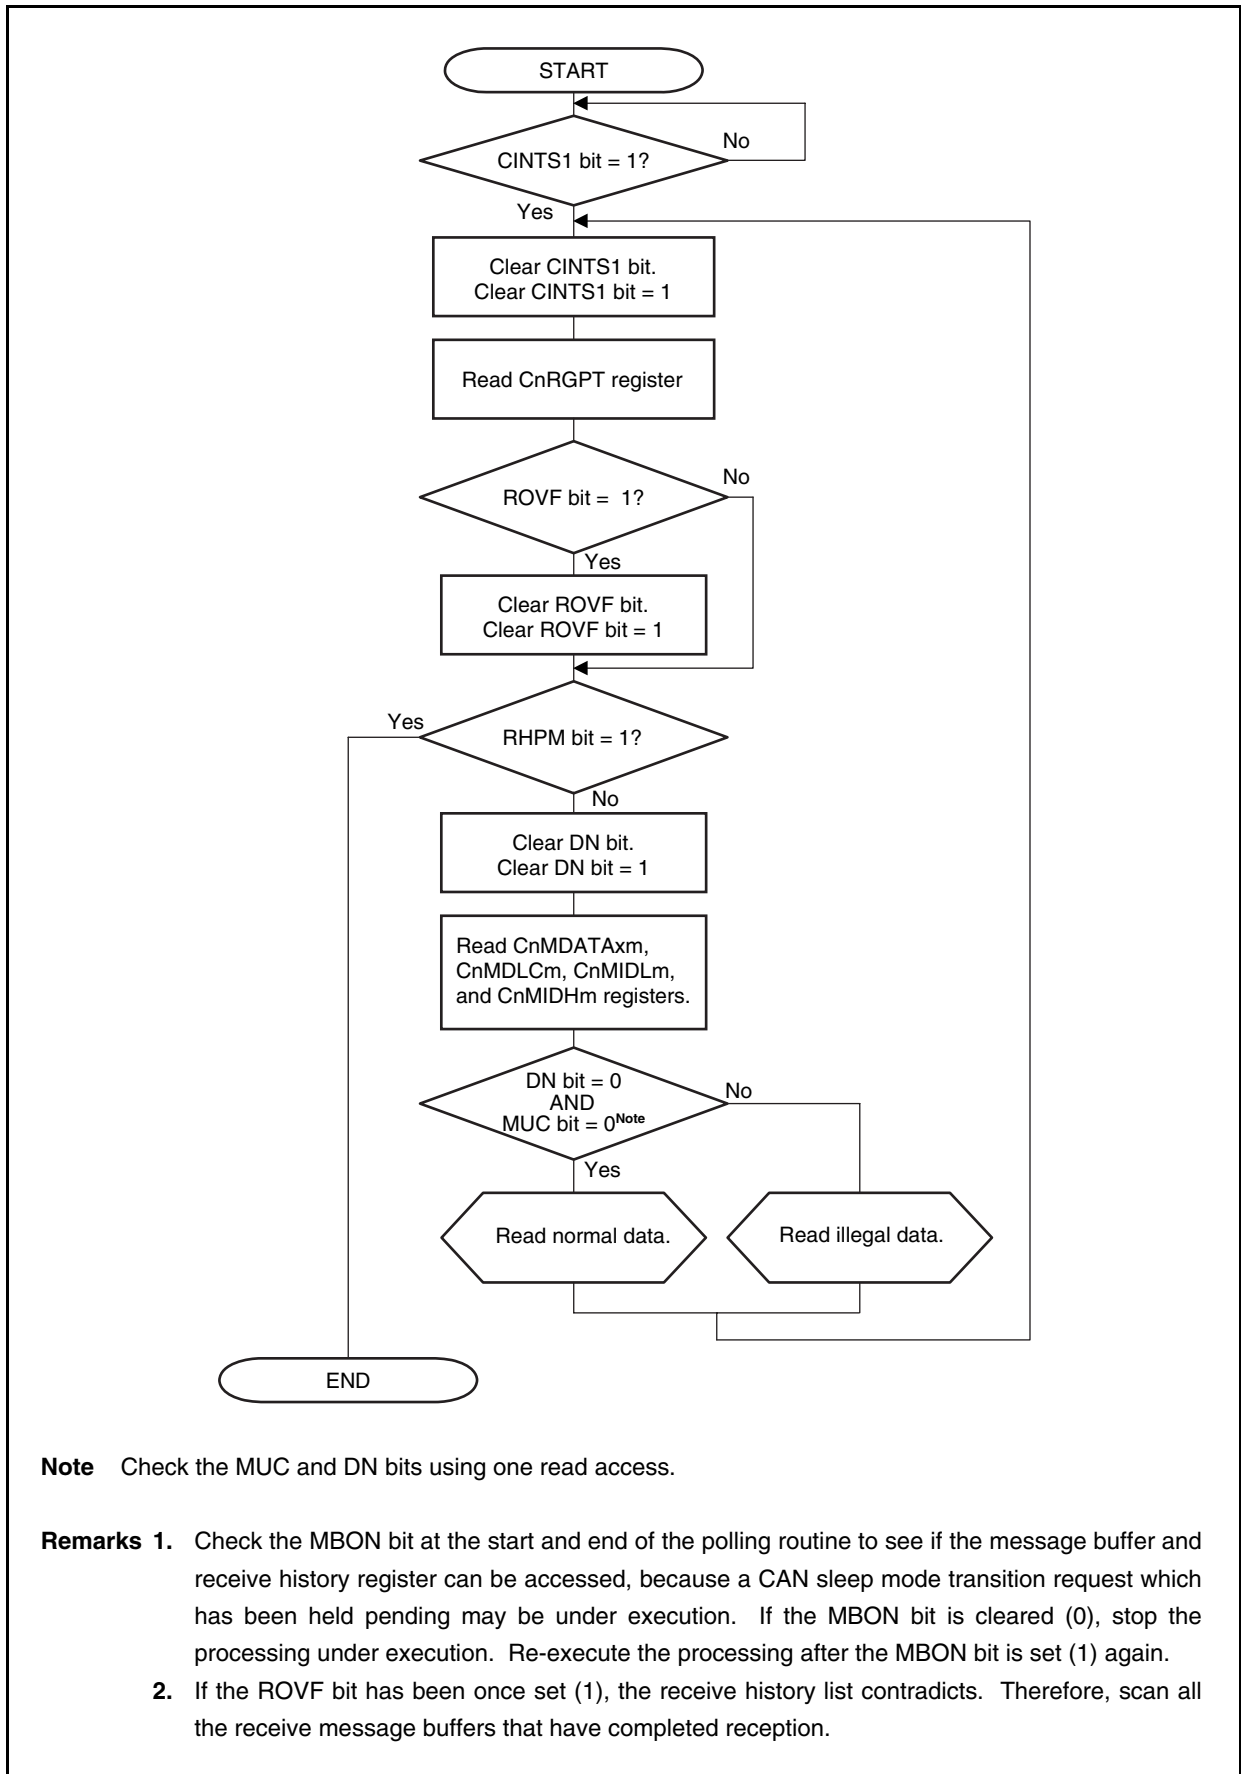 START
No
CINTS1 bit = 1?
Yes
Clear CINTS1 bit.
Clear CINTS1 bit = 1
Read CnRGPT register
No
ROVF bit =  1?
Yes
Clear ROVF bit.
Clear ROVF bit = 1
Yes
RHPM bit = 1?
No
Clear DN bit.
Clear DN bit = 1
Read CnMDATAxm,
CnMDLCm, CnMIDLm,
and CnMIDHm registers.
DN bit = 0
AND
MUC bit = 0Note
No
Yes
Read normal data.
Read illegal data.
END
Note Check the MUC and DN bits using one read access.
Remarks 1. Check the MBON bit at the start and end of the polling routine to see if the message buffer and
receive history register can be accessed, because a CAN sleep mode transition request which
has been held pending may be under execution. If the MBON bit is cleared (0), stop the
processing under execution. Re-execute the processing after the MBON bit is set (1) again.
2. If the ROVF bit has been once set (1), the receive history list contradicts. Therefore, scan all
the receive message buffers that have completed reception.